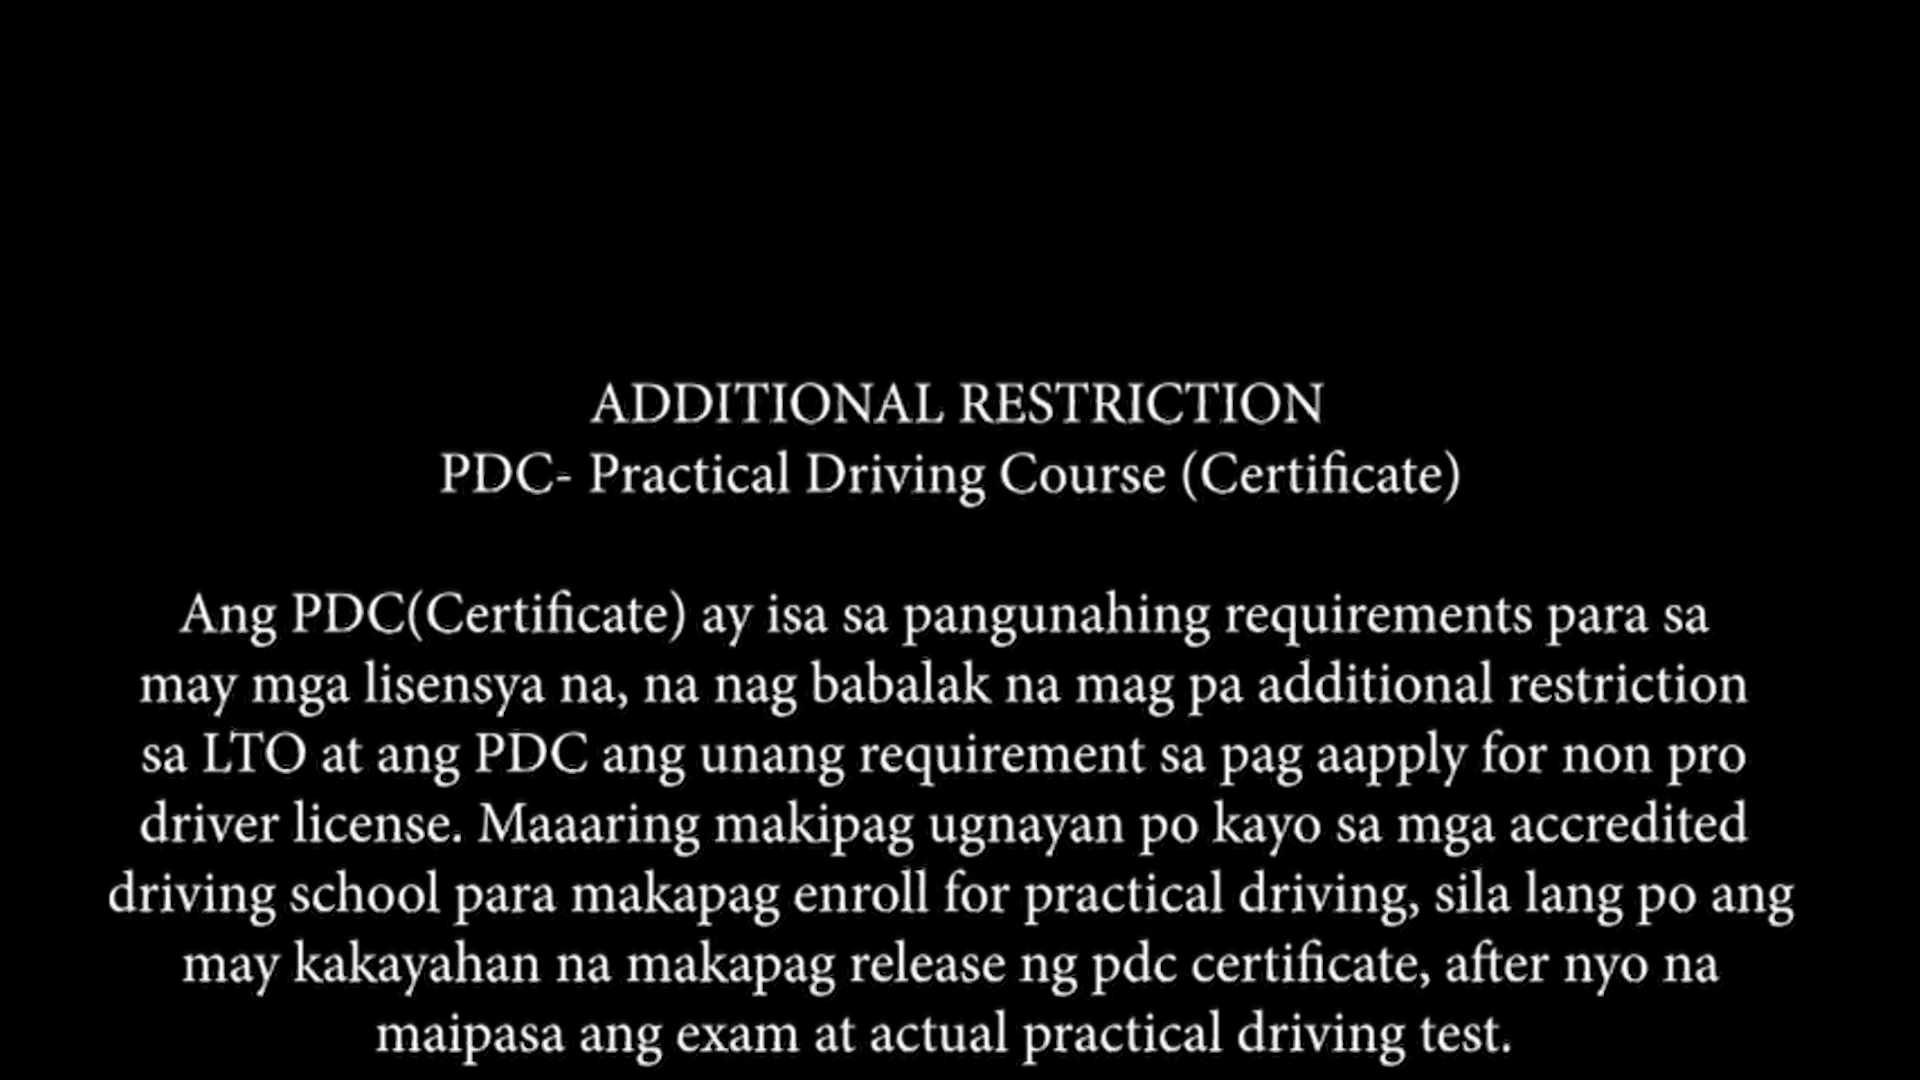 ADDITIONAL RESTRICTION
PDC- Practical Driving Course (Certificate)
Ang PDC(Certificate) ay isa sa pangunahing requirements para sa
may mga lisensya na, na nag babalak na mag pa additional restriction
sa LTO at ang PDC ang unang requirement sa pag aapply for non pro
driver license. Maaaring makipag ugnayan po kayo sa mga accredited
driving school para makapag enroll for practical driving, sila lang po ang
may kakayahan na makapag release ng pdc certificate, after nyo na
maipasa ang exam at actual practical driving test.